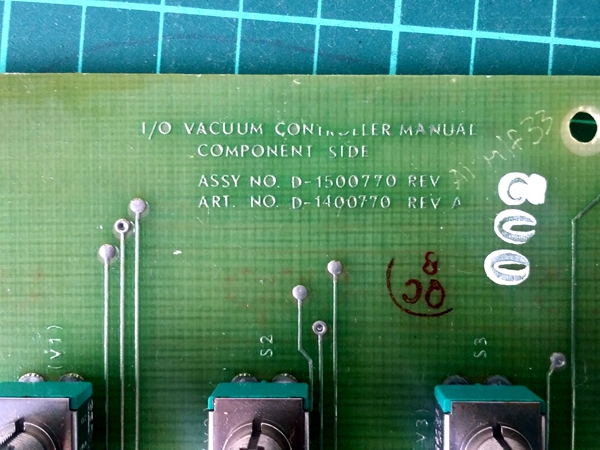 I/O VACUUM CONTROLLER MANUAL
COMPONENT SIDE
ASSY NO. D-1500770 REV
ART. NO. D-1400770 REV A
(V1)
S2
S3